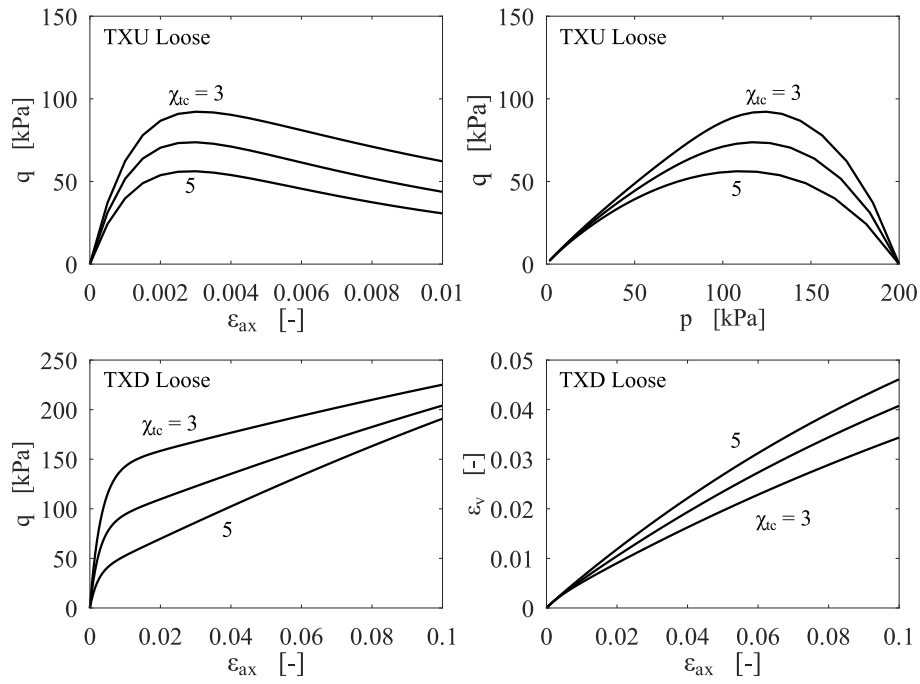 TXU Loose
χtc = 3
5
q [kPa]
150
100
50
0
0 0.002 0.004 0.006 0.008 0.01
εax [-]
TXU Loose
χtc = 3
5
q [kPa]
150
100
50
0
0 50 100 150 200
p [kPa]
TXD Loose
χtc = 3
5
q [kPa]
250
200
150
100
50
0
0 0.02 0.04 0.06 0.08 0.1
εax [-]
TXD Loose
5
χtc = 3
εv [-]
0.05
0.04
0.03
0.02
0.01
0
0 0.02 0.04 0.06 0.08 0.1
εax [-]